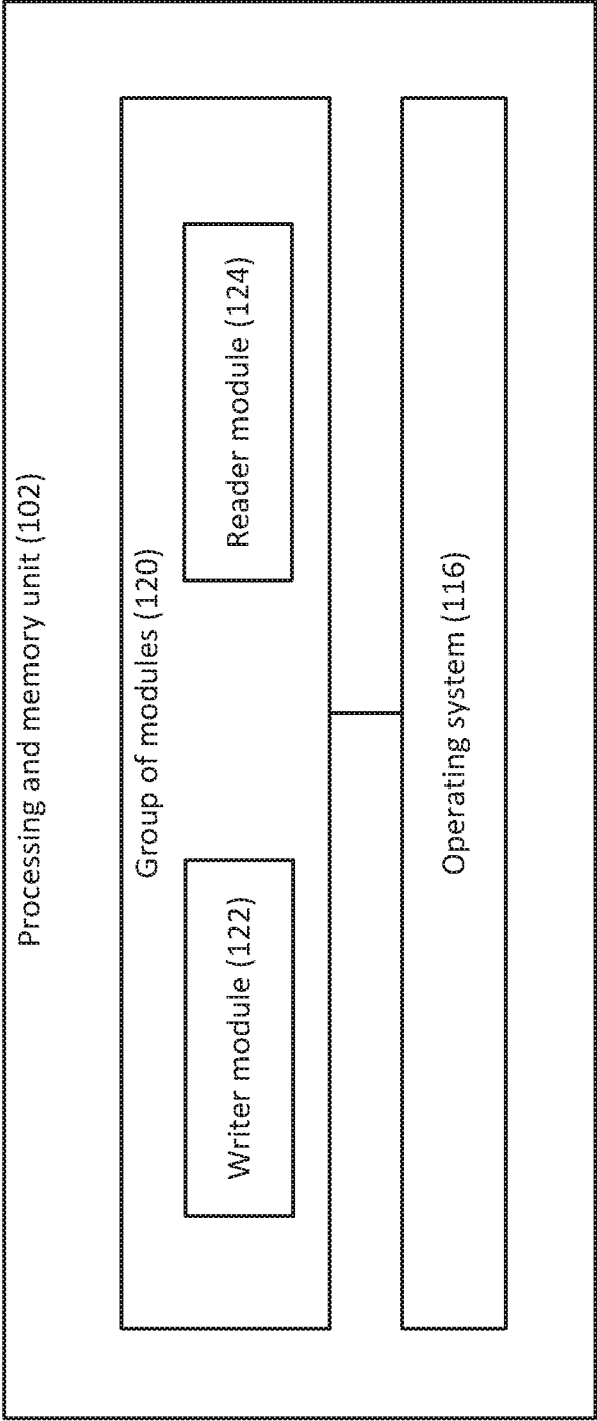 Processing and memory unit (102)
Group of modules (120)
Writer module (122)
Reader module (124)
Operating system (116)